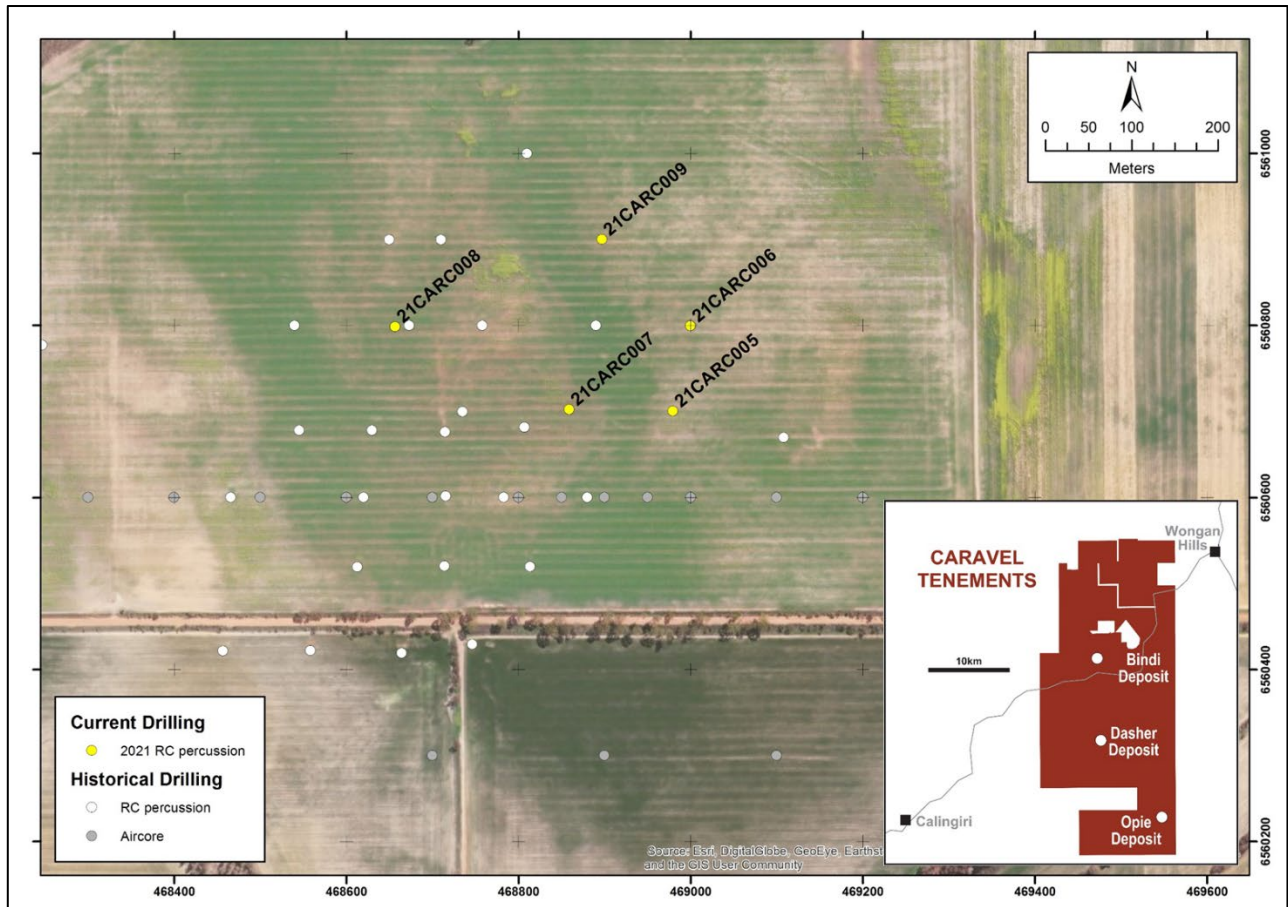 N
0 50 100 200
Meters
21CARC009
21CARC008
21CARC006
21CARC007
21CARC005
6561000
6560800
6560600
6560400
6560200
Wongan
Hills
CARAVEL
TENEMENTS
10km
Bindi
Deposit
Dasher
Deposit
Calingiri
Opie
Deposit
Current Drilling
2021 RC percussion
Historical Drilling
RC percussion
Aircore
Source: Esri, DigitalGlobe, GeoEye, Earthst
and the GIS User Community
468400 468600 468800 469000 469200 469400 469600